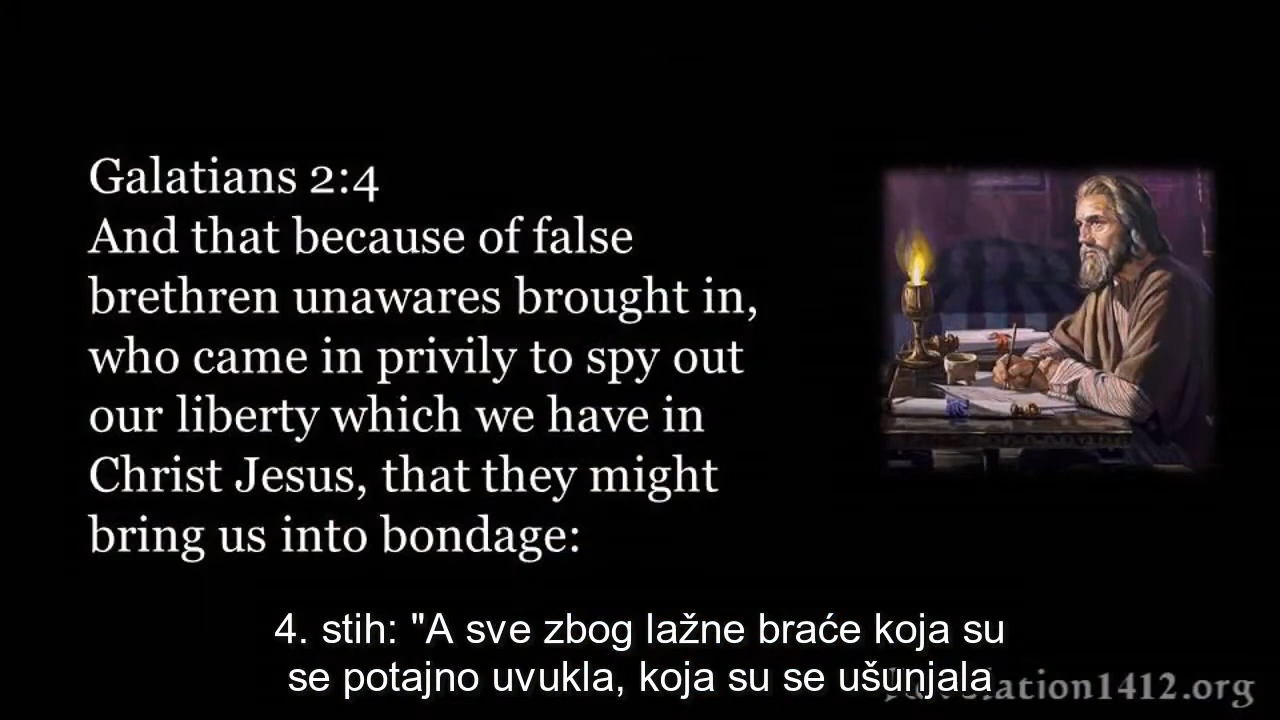 Galatians 2:4
And that because of false
brethren unawares brought in,
who came in privily to spy out
our liberty which we have in
Christ Jesus, that they might
bring us into bondage:
4. stih: "A sve zbog lažne braće koja su
se potajno uvukla, koja su se ušunjala
Revelation1412.org